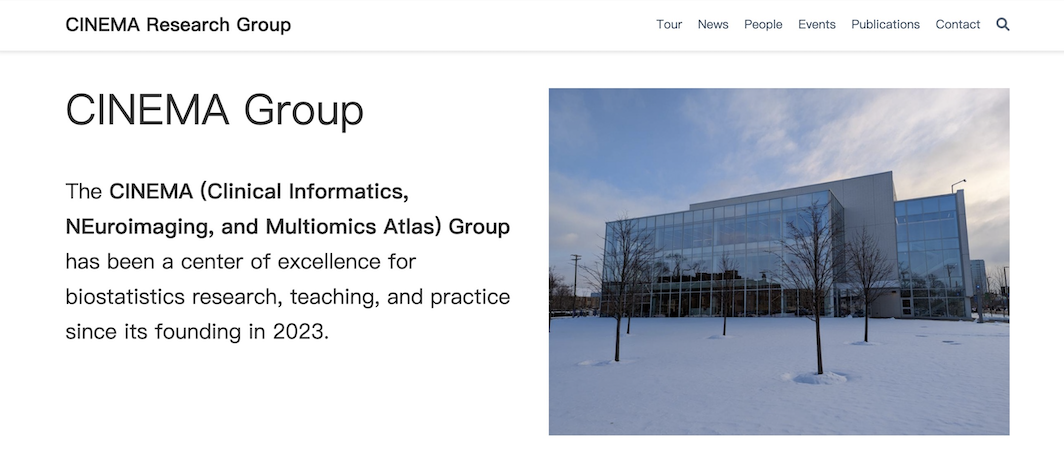 CINEMA Research Group
Tour News People Events Publications Contact
CINEMA Group
The CINEMA (Clinical Informatics,
NEuroimaging, and Multiomics Atlas) Group
has been a center of excellence for
biostatistics research, teaching, and practice
since its founding in 2023.